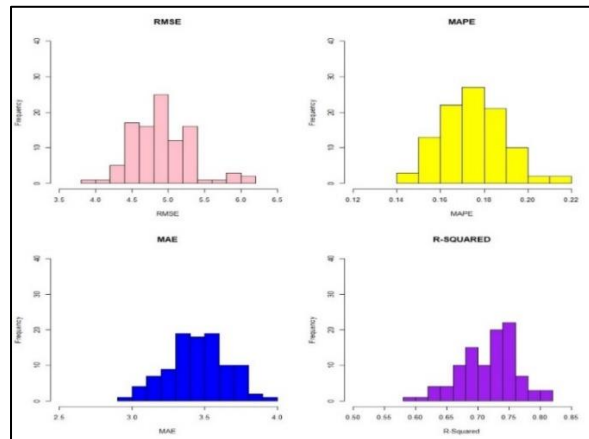 RMSE
Frequency
0 10 20 30 40
3.5 4.0 4.5 5.0 5.5 6.0 6.5
RMSE
MAPE
Frequency
0 10 20 30 40
0.12 0.14 0.16 0.18 0.20 0.22
MAPE
MAE
Frequency
0 10 20 30 40
2.5 3.0 3.5 4.0
MAE
R-SQUARED
Frequency
0 10 20 30 40
0.50 0.55 0.60 0.65 0.70 0.75 0.80 0.85
R-Squared